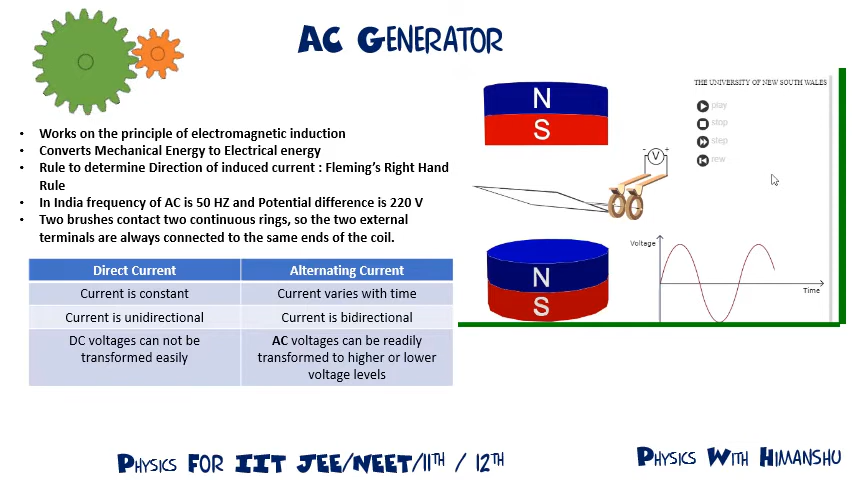 AC GENERATOR
THE UNIVERSITY OF NEW SOUTH WALES
play
stop
step
rew
N
S
- V +
N
S
Voltage
Time
• Works on the principle of electromagnetic induction
• Converts Mechanical Energy to Electrical energy
• Rule to determine Direction of induced current : Fleming's Right Hand
Rule
• In India frequency of AC is 50 HZ and Potential difference is 220 V
• Two brushes contact two continuous rings, so the two external
terminals are always connected to the same ends of the coil.
Direct Current
Alternating Current
Current is constant
Current varies with time
Current is unidirectional
Current is bidirectional
DC voltages can not be
transformed easily
AC voltages can be readily
transformed to higher or lower
voltage levels
PHYSICS FOR IIT JEE/NEET/11TH / 12TH
PHYSICS WITH HIMANSHU